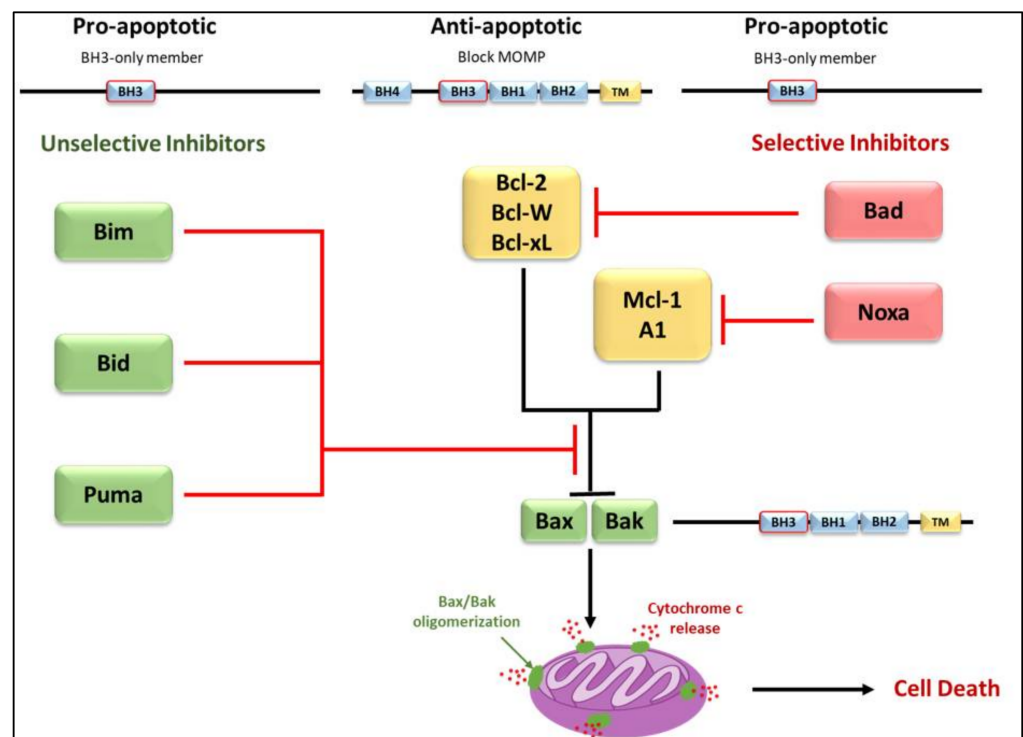 Pro-apoptotic
BH3-only member
BH3
Anti-apoptotic
Block MOMP
BH4 BH3 BH1 BH2 TM
Pro-apoptotic
BH3-only member
BH3
Unselective Inhibitors
Selective Inhibitors
Bim
Bid
Puma
Bcl-2
Bcl-W
Bcl-xL
Mcl-1
A1
Bad
Noxa
Bax Bak
BH3 BH1 BH2 TM
Bax/Bak
oligomerization
Cytochrome c
release
Cell Death